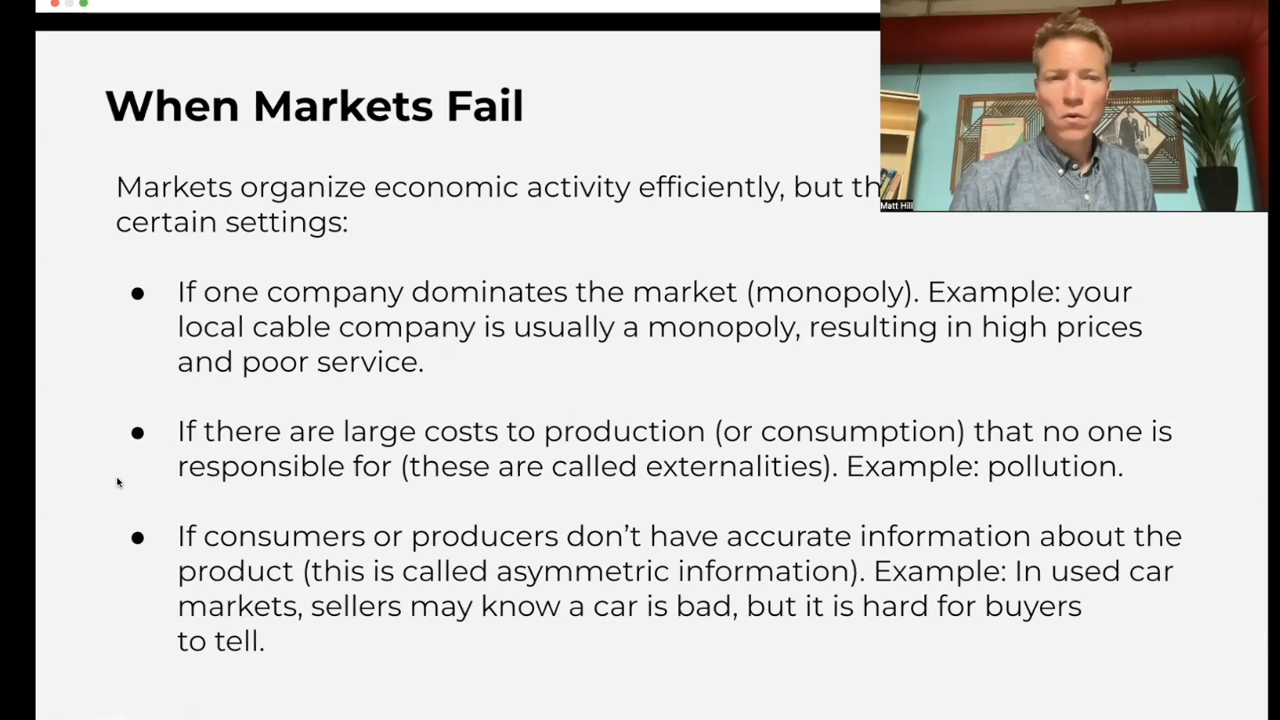 When Markets Fail
Markets organize economic activity efficiently, but th
certain settings:
● If one company dominates the market (monopoly). Example: your
local cable company is usually a monopoly, resulting in high prices
and poor service.
● If there are large costs to production (or consumption) that no one is
responsible for (these are called externalities). Example: pollution.
● If consumers or producers don’t have accurate information about the
product (this is called asymmetric information). Example: In used car
markets, sellers may know a car is bad, but it is hard for buyers
to tell.
Matt Hill